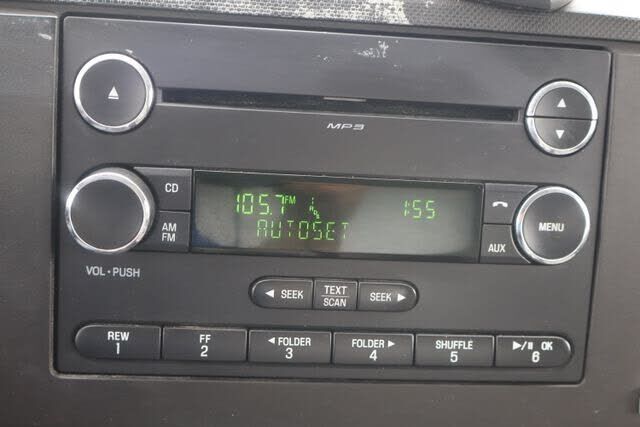 MP3
CD
AM
FM
105.7 FM
1:55
AUTOSET
MENU
AUX
VOL • PUSH
◄ SEEK
TEXT
SCAN
SEEK ►
REW
1
FF
2
◄ FOLDER
3
FOLDER ►
4
SHUFFLE
5
►/II OK
6